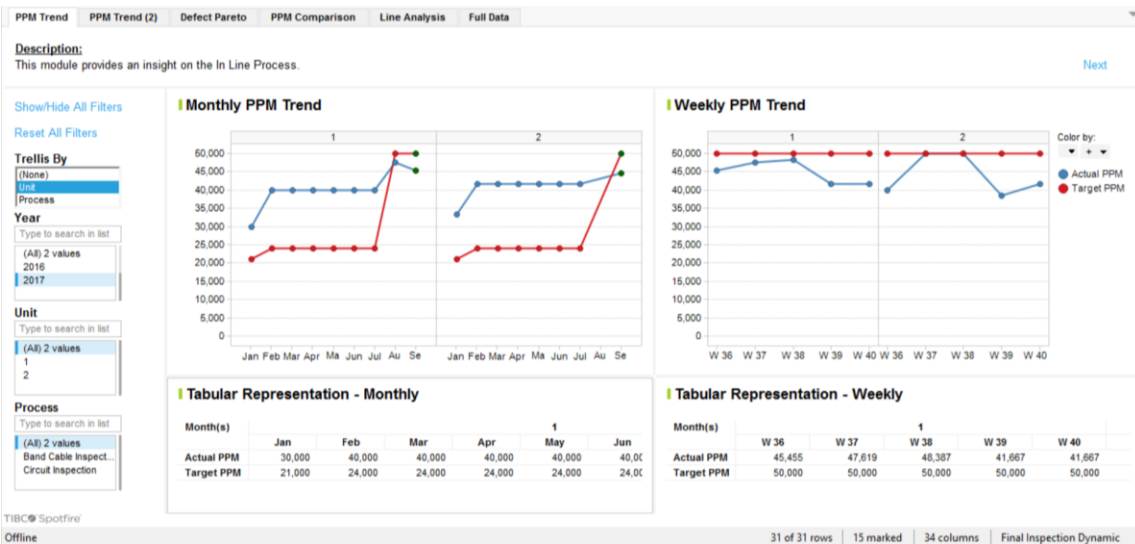 PPM Trend PPM Trend (2) Defect Pareto PPM Comparison Line Analysis Full Data
Description:
This module provides an insight on the In Line Process.
Next
Show/Hide All Filters
Reset All Filters
Trellis By
(None)
Unit
Process
Year
Type to search in list
(All) 2 values
2016
2017
Unit
Type to search in list
(All) 2 values
1
2
Process
Type to search in list
(All) 2 values
Band Cable Inspect...
Circuit Inspection
Monthly PPM Trend
1 2
50,000
45,000
40,000
35,000
30,000
25,000
20,000
15,000
10,000
5,000
0
Jan Feb Mar Apr Ma Jun Jul Au Se Jan Feb Mar Apr Ma Jun Jul Au Se
Weekly PPM Trend
1 2
50,000
45,000
40,000
35,000
30,000
25,000
20,000
15,000
10,000
5,000
0
W 36 W 37 W 38 W 39 W 40 W 36 W 37 W 38 W 39 W 40
Color by:
Actual PPM
Target PPM
Tabular Representation - Monthly
Month(s) 1
Jan Feb Mar Apr May Jun
Actual PPM 30,000 40,000 40,000 40,000 40,000 40,0(
Target PPM 21,000 24,000 24,000 24,000 24,000 24,0(
Tabular Representation - Weekly
Month(s) 1
W 36 W 37 W 38 W 39 W 40
Actual PPM 45,455 47,619 48,387 41,667 41,667
Target PPM 50,000 50,000 50,000 50,000 50,000
TIBCO Spotfire
Offline
31 of 31 rows 15 marked 34 columns Final Inspection Dynamic